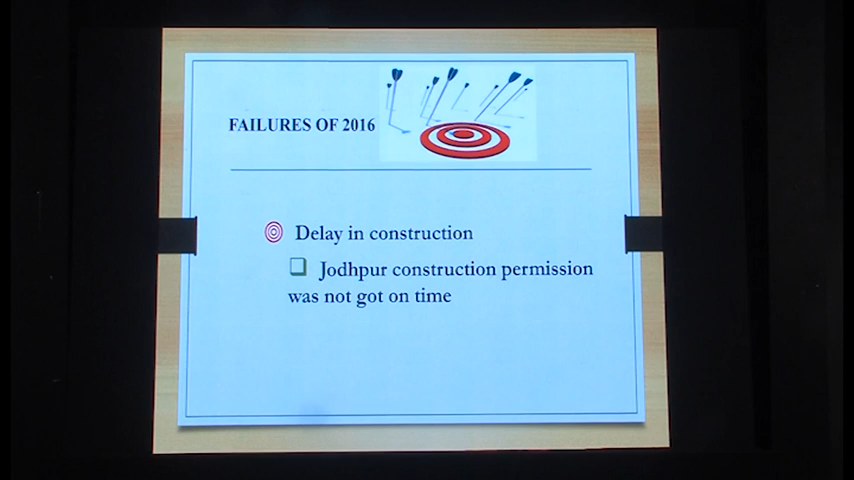 FAILURES OF 2016
Delay in construction
Jodhpur construction permission
was not got on time